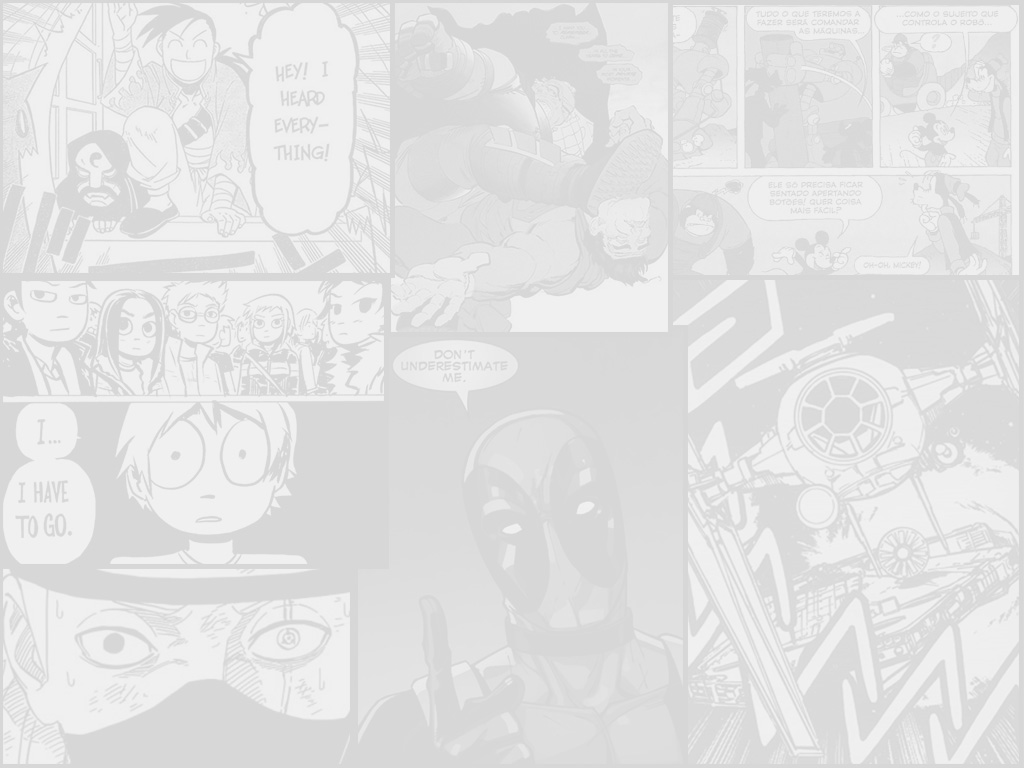 HEY! I
HEARD
EVERY-
THING!
TUDO O QUE TEREMOS A
FAZER SERÁ COMANDAR
AS MÁQUINAS...
...COMO O SUJEITO QUE
CONTROLA O ROBÔ...
ELE SÓ PRECISA FICAR
SENTADO APERTANDO
BOTÕES! QUER COISA
MAIS FÁCIL?
OH-OH, MICKEY!
DON'T
UNDERESTIMATE
ME.
I...
I HAVE
TO GO.